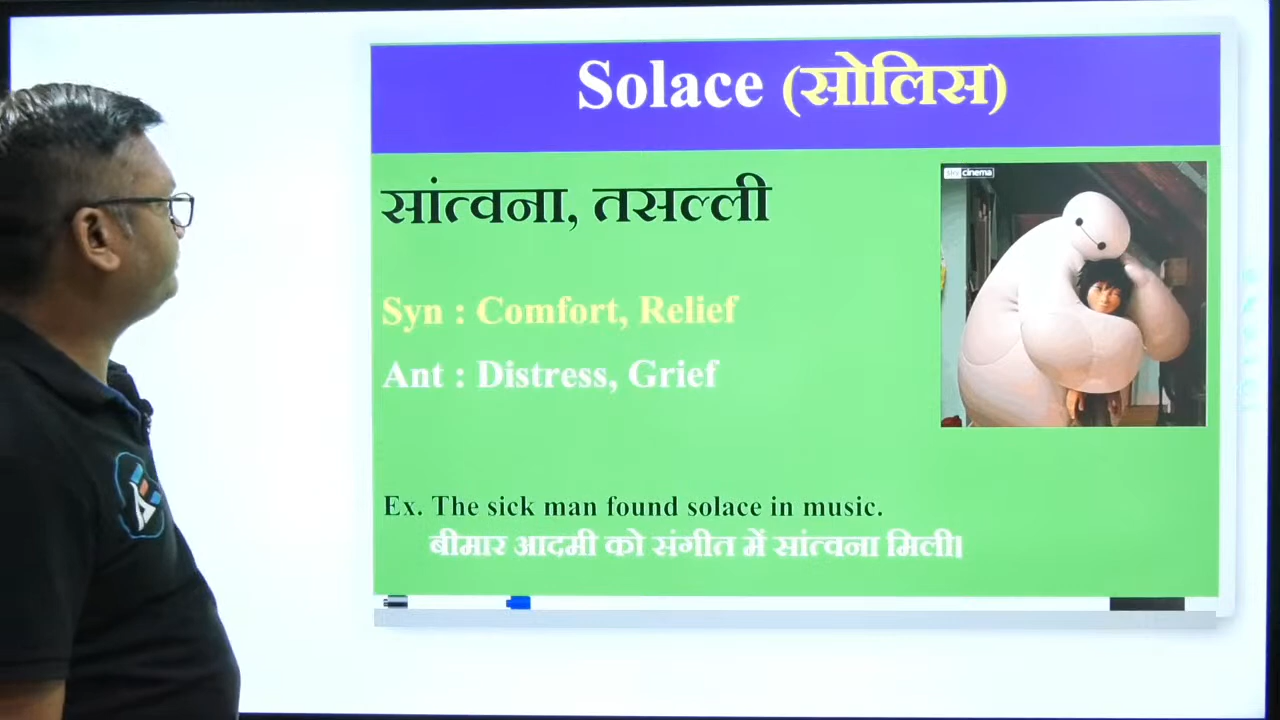 Solace (सोलिस)
सांत्वना, तसल्ली
Syn : Comfort, Relief
Ant : Distress, Grief
Ex. The sick man found solace in music.
बीमार आदमी को संगीत में सांत्वना मिली।